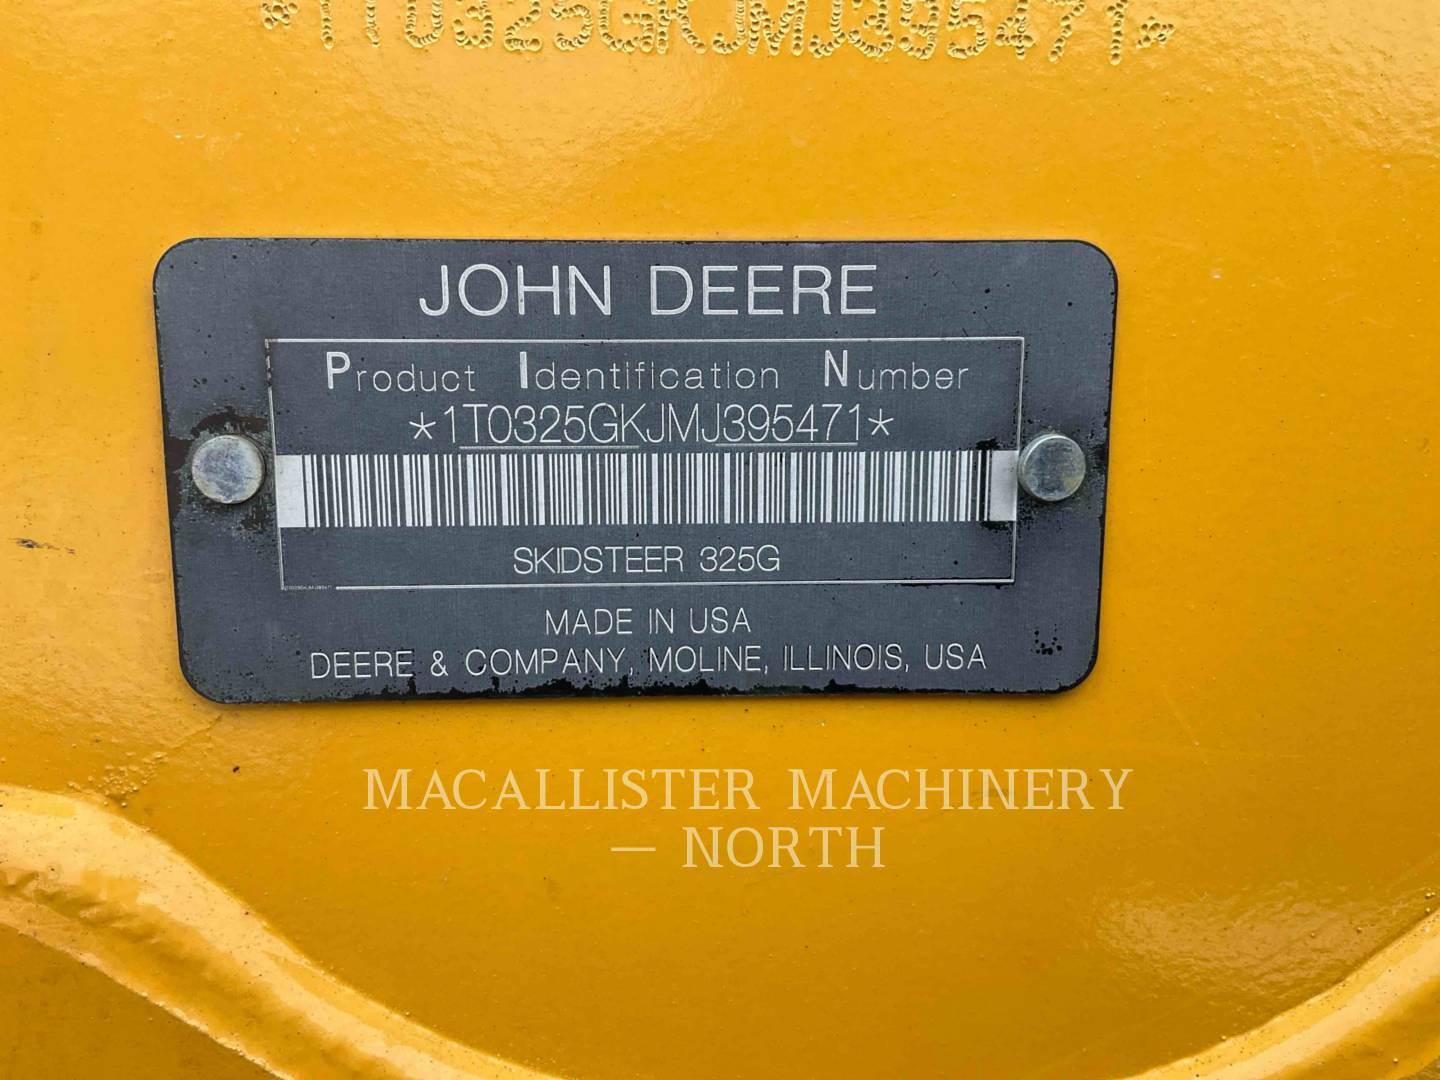 *1T0325GKJMJ395471*
JOHN DEERE
Product Identification Number
*1T0325GKJMJ395471*
SKIDSTEER 325G
MADE IN USA
DEERE & COMPANY, MOLINE, ILLINOIS, USA
MACALLISTER MACHINERY
— NORTH